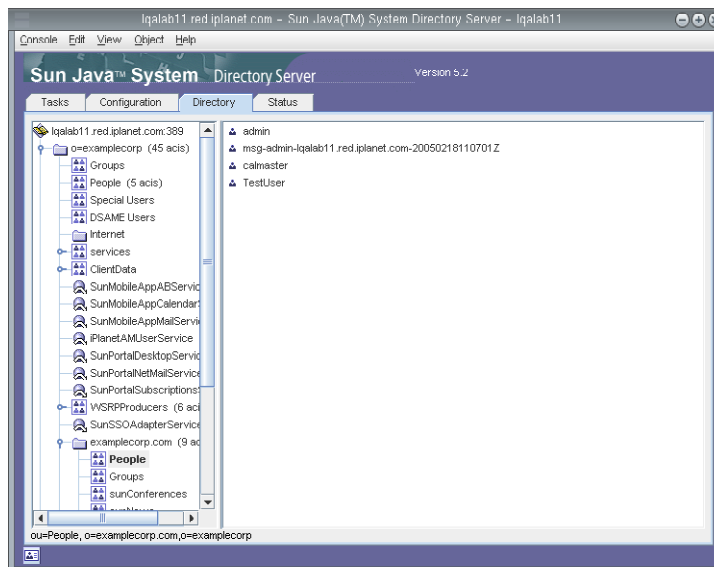 lqalab11.red.iplanet.com – Sun Java(TM) System Directory Server – lqalab11
Console Edit View Object Help
Sun Java™ System Directory Server
Version 5.2
Tasks Configuration Directory Status
lqalab11.red.iplanet.com:389
o=examplecorp (45 acis)
Groups
People (5 acis)
Special Users
DSAME Users
Internet
services
ClientData
SunMobileAppABServic
SunMobileAppCalendar
SunMobileAppMailServi
iPlanetAMUserService
SunPortalDesktopServic
SunPortalNetMailService
SunPortalSubscriptions
WSRPProducers (6 aci
SunSSOAdapterService
examplecorp.com (9 ac
People
Groups
sunConferences
admin
msg-admin-lqalab11.red.iplanet.com-20050218110701Z
calmaster
TestUser
ou=People, o=examplecorp.com,o=examplecorp